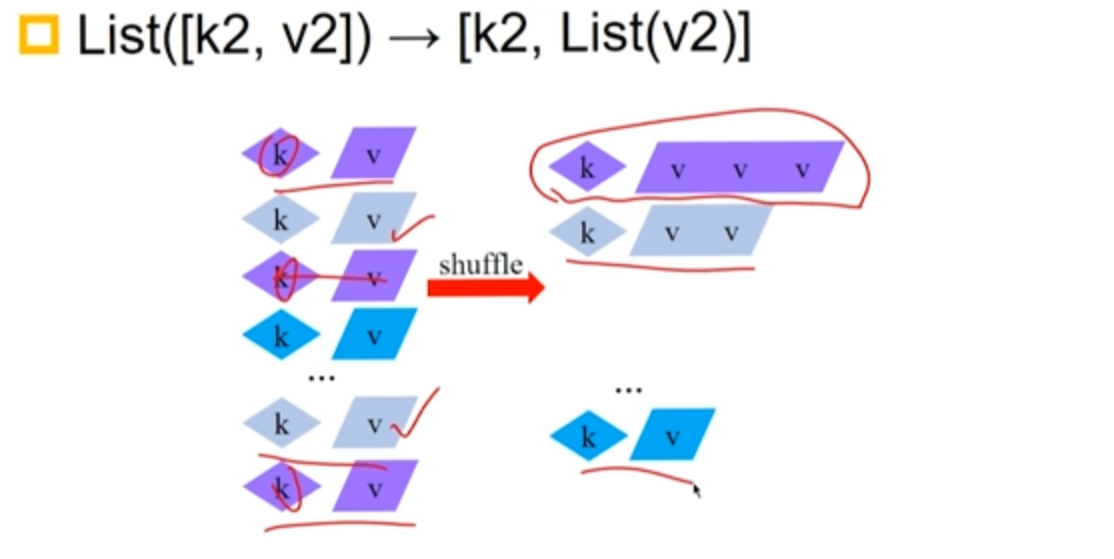 List([k2, v2]) → [k2, List(v2)]
k v
k v
k v
k v
...
k v
k v
shuffle
k v v v
k v v
...
k v